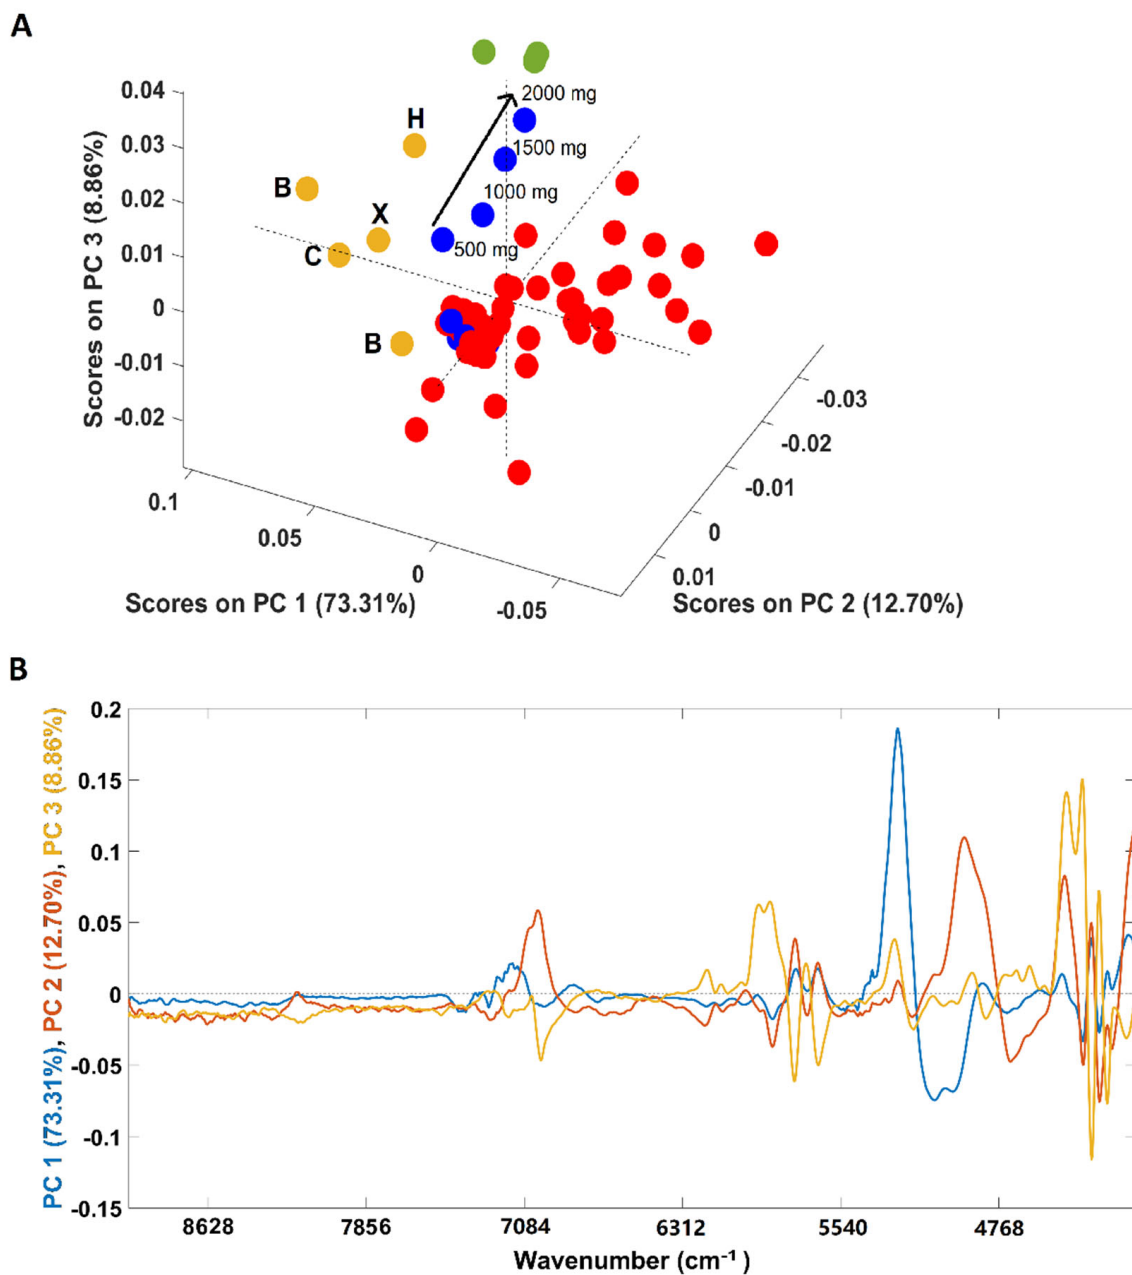 A
Scores on PC 3 (8.86%)
0.04
0.03
0.02
0.01
0
-0.01
-0.02
H
B
X
C
B
2000 mg
1500 mg
1000 mg
500 mg
0.1
0.05
0
-0.05
Scores on PC 1 (73.31%)
-0.03
-0.02
-0.01
0
0.01
Scores on PC 2 (12.70%)
B
PC 1 (73.31%), PC 2 (12.70%), PC 3 (8.86%)
0.2
0.15
0.1
0.05
0
-0.05
-0.1
-0.15
8628 7856 7084 6312 5540 4768
Wavenumber (cm⁻¹ )